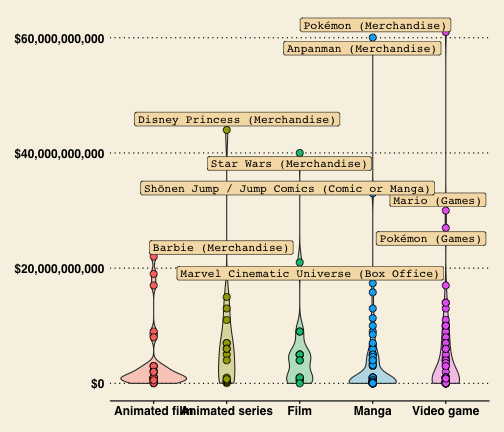 Pokémon (Merchandise)
$60,000,000,000
Anpanman (Merchandise)
Disney Princess (Merchandise)
$40,000,000,000
Star Wars (Merchandise)
Shōnen Jump / Jump Comics (Comic or Manga)
Mario (Games)
Pokémon (Games)
Barbie (Merchandise)
$20,000,000,000
Marvel Cinematic Universe (Box Office)
$0
Animated film
Animated series
Film
Manga
Video game